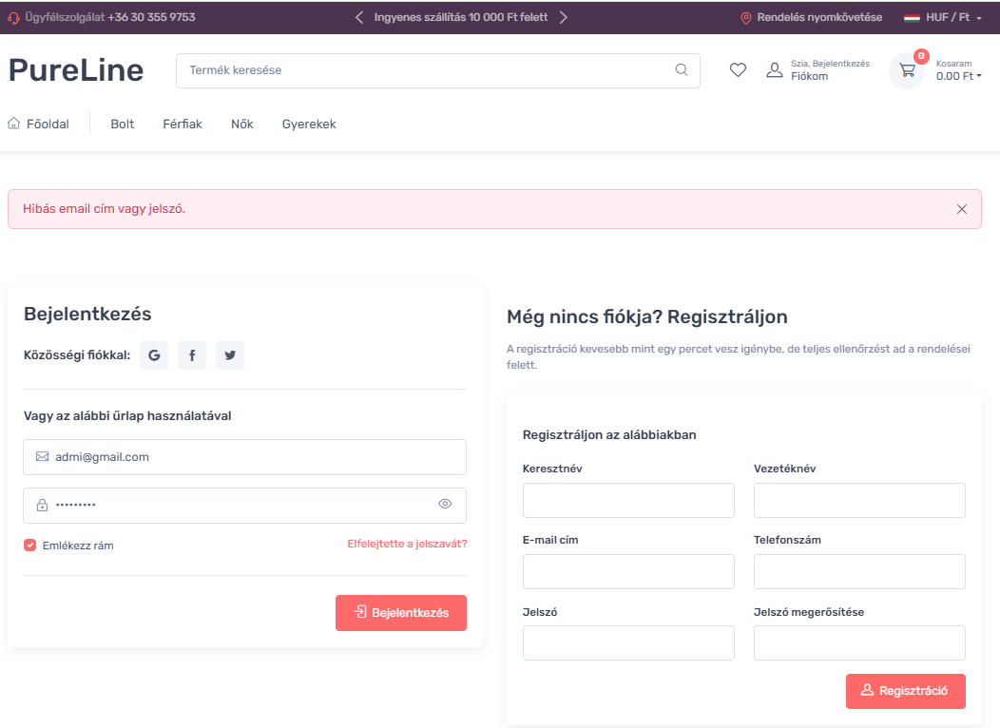 Ügyfélszolgálat +36 30 355 9753
Ingyenes szállítás 10 000 Ft felett
Rendelés nyomkövetése
HUF / Ft
PureLine
Termék keresése
Szia, Bejelentkezés
Fiókom
0
Kosaram
0.00 Ft
Főoldal
Bolt
Férfiak
Nők
Gyerekek
Hibás email cím vagy jelszó.
Bejelentkezés
Közösségi fiókkal:
Vagy az alábbi űrlap használatával
admi@gmail.com
•••••••••
Emlékezz rám
Elfelejtette a jelszavát?
Bejelentkezés
Még nincs fiókja? Regisztráljon
A regisztráció kevesebb mint egy percet vesz igénybe, de teljes ellenőrzést ad a rendelései
felett.
Regisztráljon az alábbiakban
Keresztnév
Vezetéknév
E-mail cím
Telefonszám
Jelszó
Jelszó megerősítése
Regisztráció